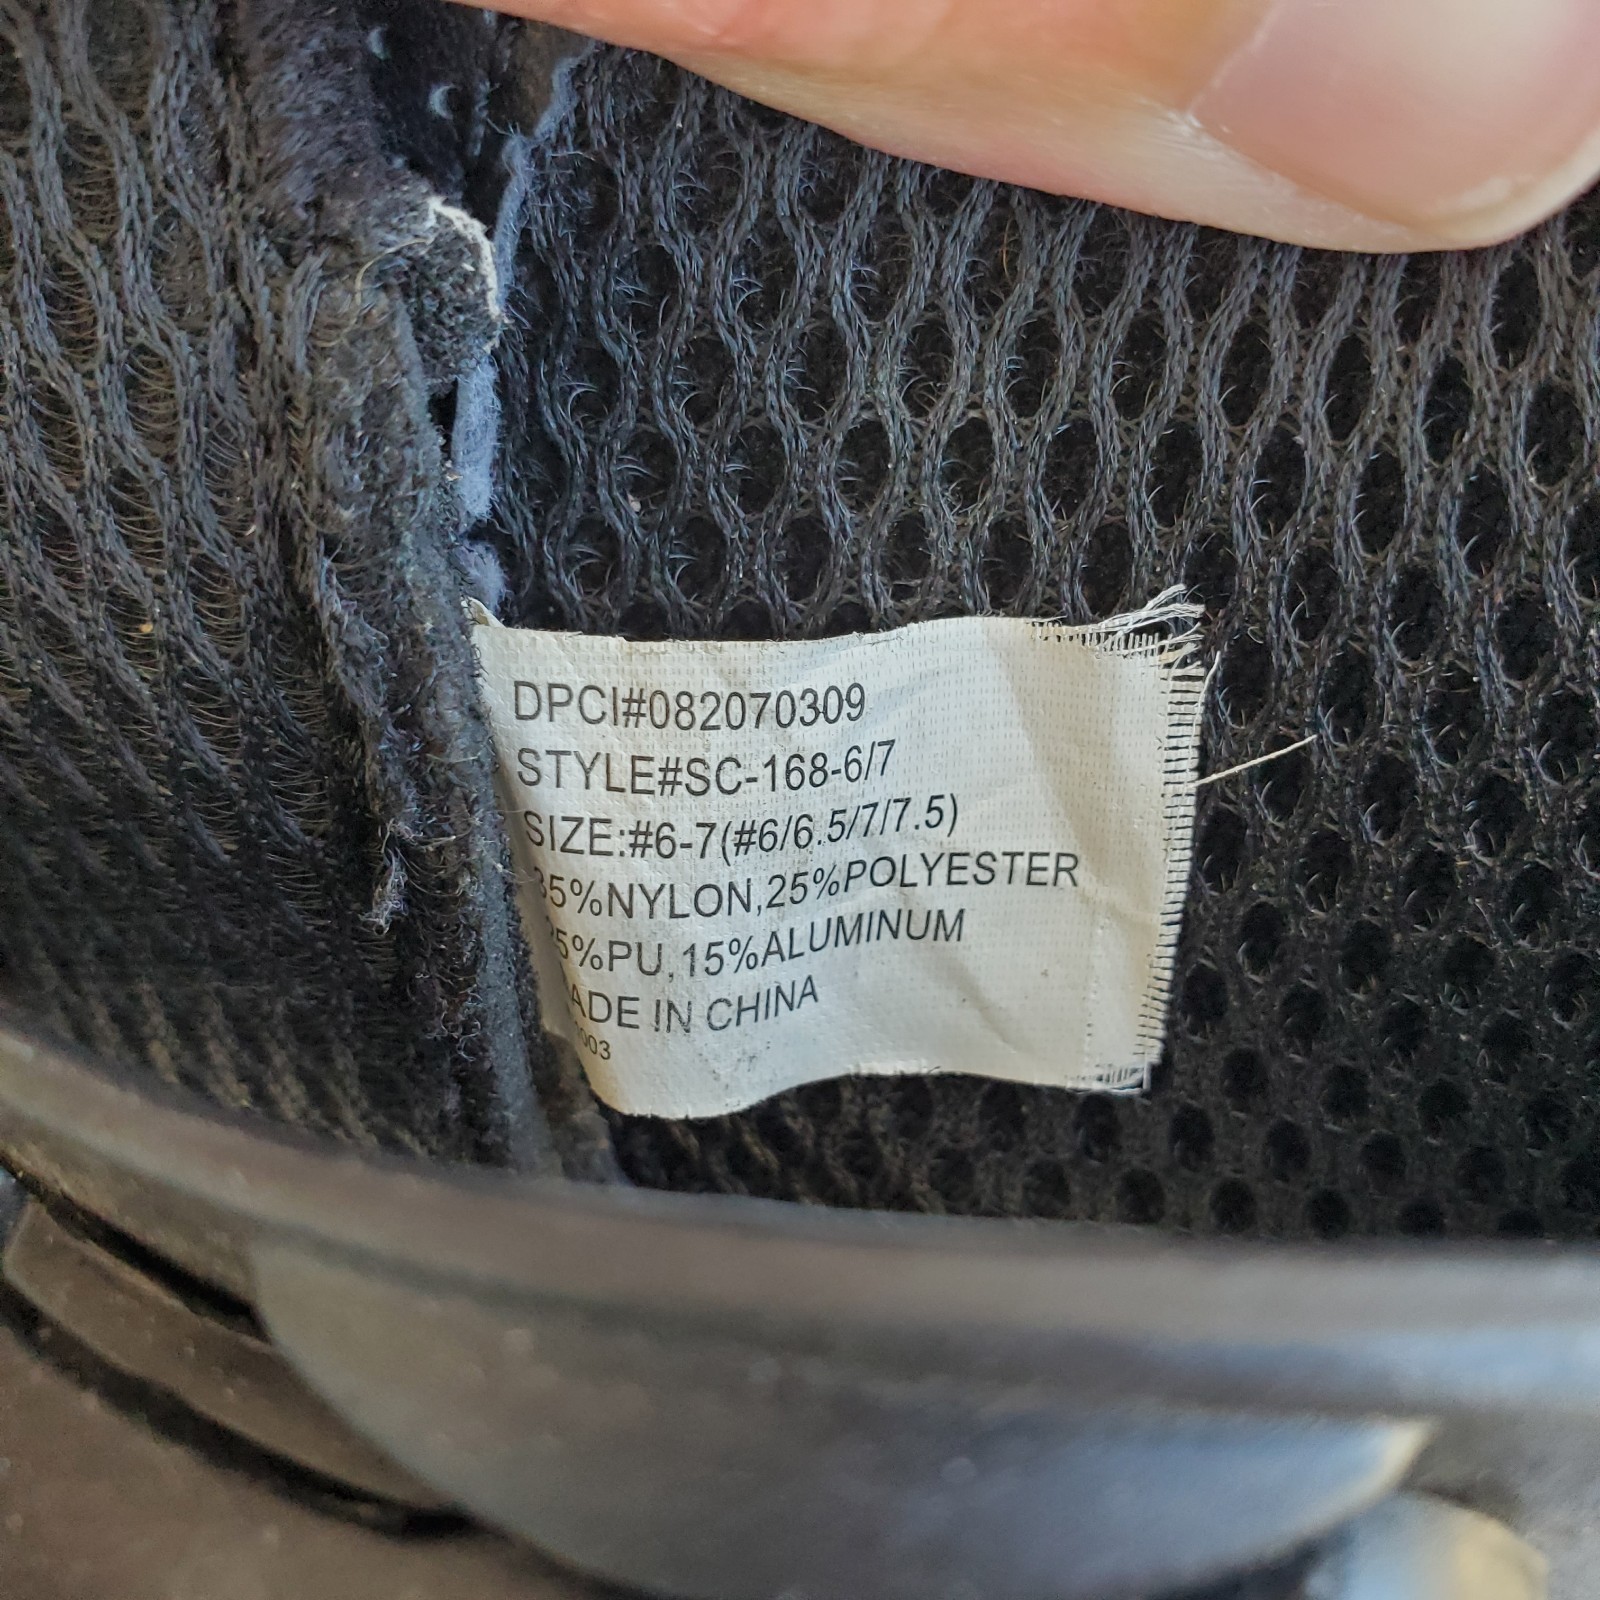 DPCI#082070309
STYLE#SC-168-6/7
SIZE:#6-7(#6/6.5/7/7.5)
35%NYLON,25%POLYESTER
25%PU,15%ALUMINUM
MADE IN CHINA